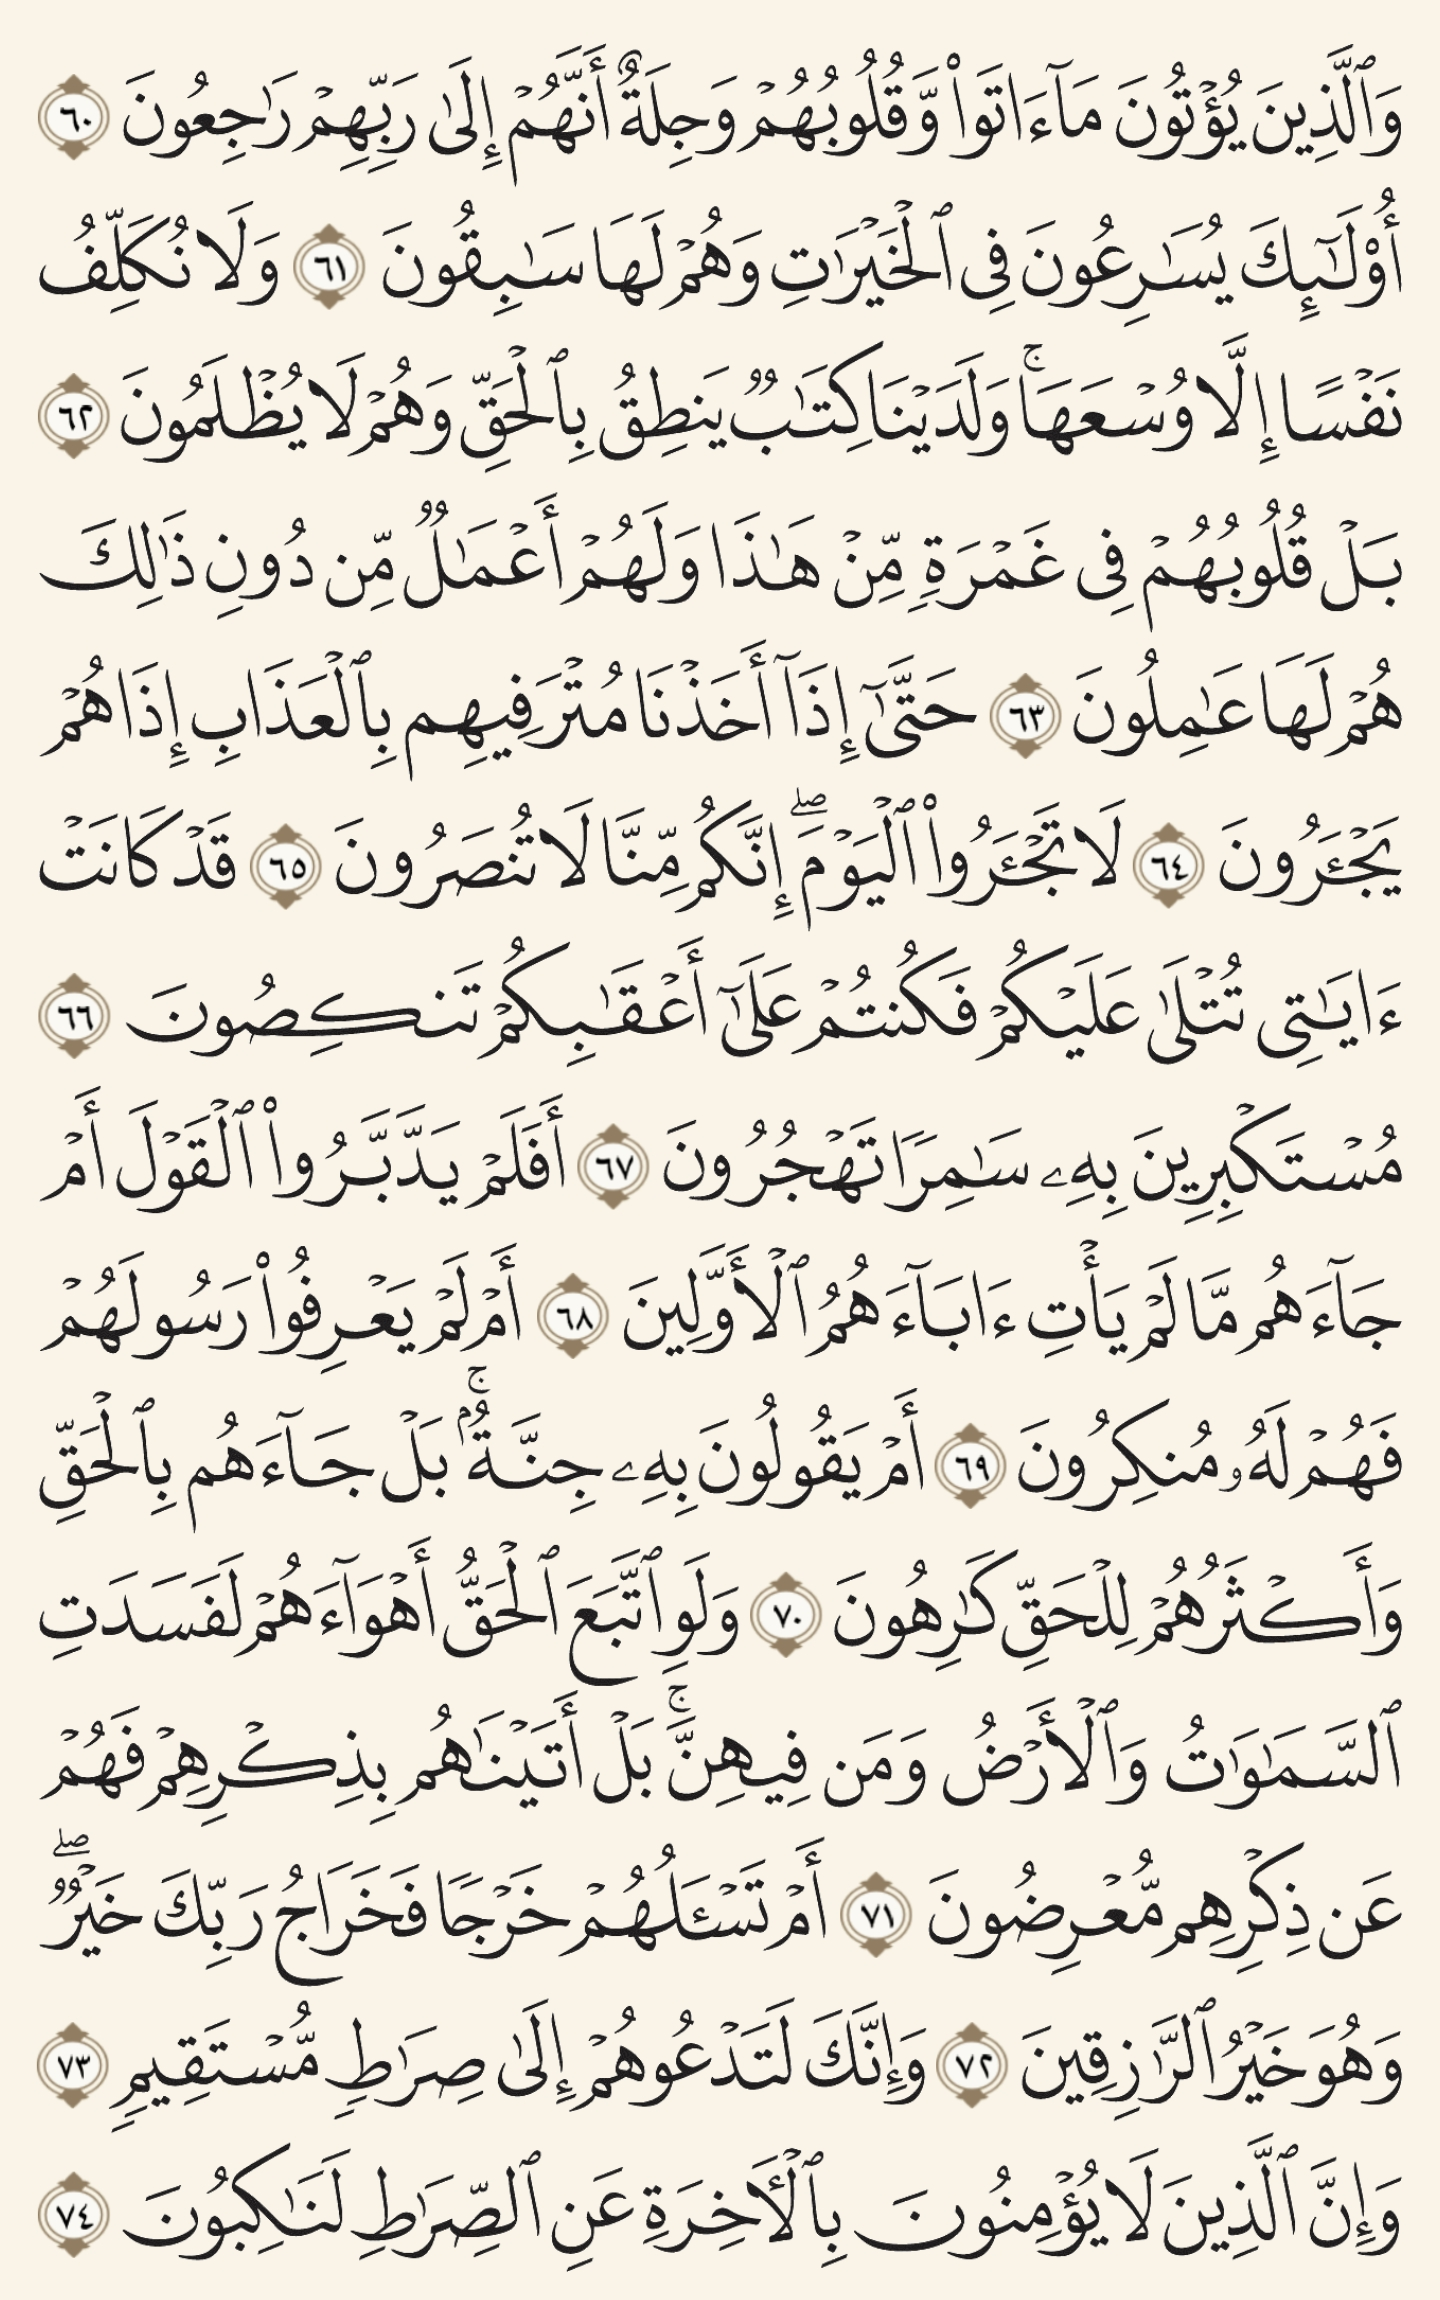 وَٱلَّذِينَ يُؤۡتُونَ مَآ ءَاتَواْ وَّقُلُوبُهُمۡ وَجِلَةٌ أَنَّهُمۡ إِلَىٰ رَبِّهِمۡ رَٰجِعُونَ ٦٠
أُوْلَٰٓئِكَ يُسَٰرِعُونَ فِي ٱلۡخَيۡرَٰتِ وَهُمۡ لَهَا سَٰبِقُونَ ٦١ وَلَا نُكَلِّفُ
نَفۡسًا إِلَّا وُسۡعَهَاۚ وَلَدَيۡنَا كِتَٰبٞ يَنطِقُ بِٱلۡحَقِّ وَهُمۡ لَا يُظۡلَمُونَ ٦٢
بَلۡ قُلُوبُهُمۡ فِي غَمۡرَةٖ مِّنۡ هَٰذَا وَلَهُمۡ أَعۡمَٰلٞ مِّن دُونِ ذَٰلِكَ
هُمۡ لَهَا عَٰمِلُونَ ٦٣ حَتَّىٰٓ إِذَآ أَخَذۡنَا مُتۡرَفِيهِم بِٱلۡعَذَابِ إِذَا هُمۡ
يَجۡـَٔرُونَ ٦٤ لَا تَجۡـَٔرُواْ ٱلۡيَوۡمَۖ إِنَّكُم مِّنَّا لَا تُنصَرُونَ ٦٥ قَدۡ كَانَتۡ
ءَايَٰتِي تُتۡلَىٰ عَلَيۡكُمۡ فَكُنتُمۡ عَلَىٰٓ أَعۡقَٰبِكُمۡ تَنكِصُونَ ٦٦
مُسۡتَكۡبِرِينَ بِهِۦ سَٰمِرٗا تَهۡجُرُونَ ٦٧ أَفَلَمۡ يَدَّبَّرُواْ ٱلۡقَوۡلَ أَمۡ
جَآءَهُم مَّا لَمۡ يَأۡتِ ءَابَآءَهُمُ ٱلۡأَوَّلِينَ ٦٨ أَمۡ لَمۡ يَعۡرِفُواْ رَسُولَهُمۡ
فَهُمۡ لَهُۥ مُنكِرُونَ ٦٩ أَمۡ يَقُولُونَ بِهِۦ جِنَّةُۢۚ بَلۡ جَآءَهُم بِٱلۡحَقِّ
وَأَكۡثَرُهُمۡ لِلۡحَقِّ كَٰرِهُونَ ٧٠ وَلَوِ ٱتَّبَعَ ٱلۡحَقُّ أَهۡوَآءَهُمۡ لَفَسَدَتِ
ٱلسَّمَٰوَٰتُ وَٱلۡأَرۡضُ وَمَن فِيهِنَّۚ بَلۡ أَتَيۡنَٰهُم بِذِكۡرِهِمۡ فَهُمۡ
عَن ذِكۡرِهِم مُّعۡرِضُونَ ٧١ أَمۡ تَسۡـَٔلُهُمۡ خَرۡجٗا فَخَرَاجُ رَبِّكَ خَيۡرٞۖ
وَهُوَ خَيۡرُ ٱلرَّٰزِقِينَ ٧٢ وَإِنَّكَ لَتَدۡعُوهُمۡ إِلَىٰ صِرَٰطٖ مُّسۡتَقِيمٖ ٧٣
وَإِنَّ ٱلَّذِينَ لَا يُؤۡمِنُونَ بِٱلۡأٓخِرَةِ عَنِ ٱلصِّرَٰطِ لَنَٰكِبُونَ ٧٤